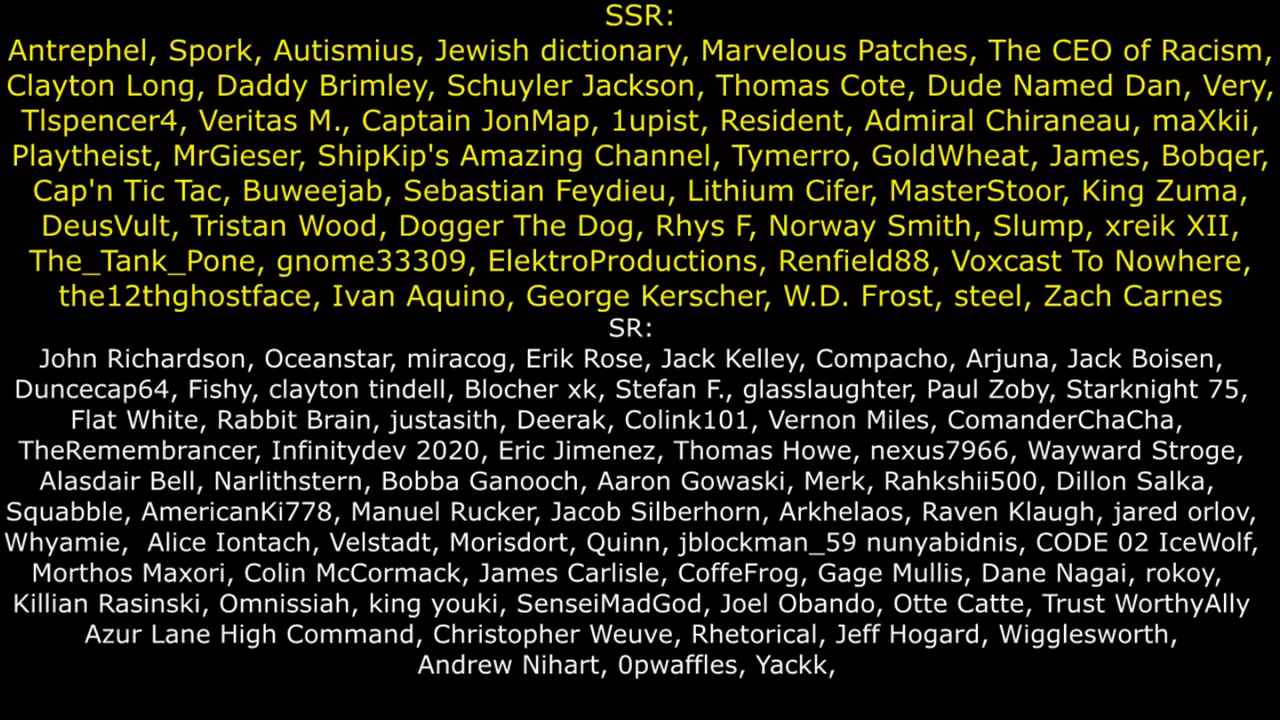 SSR:
Antrephel, Spork, Autismius, Jewish dictionary, Marvelous Patches, The CEO of Racism,
Clayton Long, Daddy Brimley, Schuyler Jackson, Thomas Cote, Dude Named Dan, Very,
Tlspencer4, Veritas M., Captain JonMap, 1upist, Resident, Admiral Chiraneau, maXkii,
Playtheist, MrGieser, ShipKip's Amazing Channel, Tymerro, GoldWheat, James, Bobqer,
Cap'n Tic Tac, Buweejab, Sebastian Feydieu, Lithium Cifer, MasterStoor, King Zuma,
DeusVult, Tristan Wood, Dogger The Dog, Rhys F, Norway Smith, Slump, xreik XII,
The_Tank_Pone, gnome33309, ElektroProductions, Renfield88, Voxcast To Nowhere,
the12thghostface, Ivan Aquino, George Kerscher, W.D. Frost, steel, Zach Carnes
SR:
John Richardson, Oceanstar, miracog, Erik Rose, Jack Kelley, Compacho, Arjuna, Jack Boisen,
Duncecap64, Fishy, clayton tindell, Blocher xk, Stefan F., glasslaughter, Paul Zoby, Starknight 75,
Flat White, Rabbit Brain, justasith, Deerak, Colink101, Vernon Miles, ComanderChaCha,
TheRemembrancer, Infinitydev 2020, Eric Jimenez, Thomas Howe, nexus7966, Wayward Stroge,
Alasdair Bell, Narlithstern, Bobba Ganooch, Aaron Gowaski, Merk, Rahkshii500, Dillon Salka,
Squabble, AmericanKi778, Manuel Rucker, Jacob Silberhorn, Arkhelaos, Raven Klaugh, jared orlov,
Whyamie,  Alice Iontach, Velstadt, Morisdort, Quinn, jblockman_59 nunyabidnis, CODE 02 IceWolf,
Morthos Maxori, Colin McCormack, James Carlisle, CoffeFrog, Gage Mullis, Dane Nagai, rokoy,
Killian Rasinski, Omnissiah, king youki, SenseiMadGod, Joel Obando, Otte Catte, Trust WorthyAlly
Azur Lane High Command, Christopher Weuve, Rhetorical, Jeff Hogard, Wigglesworth,
Andrew Nihart, 0pwaffles, Yackk,